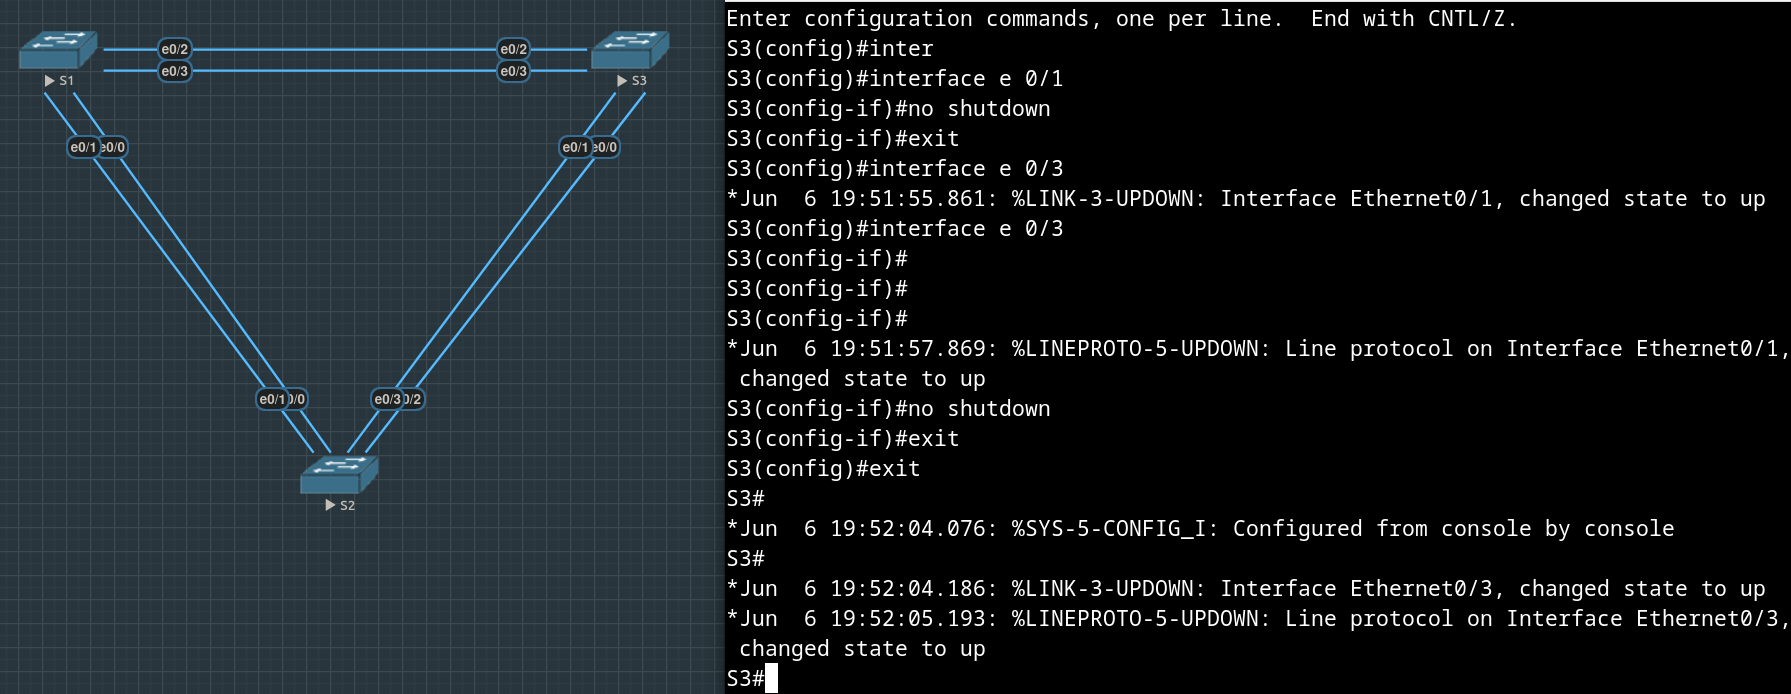 e0/2
e0/2
e0/3
e0/3
S1
S3
e0/1
e0/0
e0/1
e0/0
e0/1
0/0
e0/3
0/2
S2
Enter configuration commands, one per line.  End with CNTL/Z.
S3(config)#inter
S3(config)#interface e 0/1
S3(config-if)#no shutdown
S3(config-if)#exit
S3(config)#interface e 0/3
*Jun  6 19:51:55.861: %LINK-3-UPDOWN: Interface Ethernet0/1, changed state to up
S3(config)#interface e 0/3
S3(config-if)#
S3(config-if)#
S3(config-if)#
*Jun  6 19:51:57.869: %LINEPROTO-5-UPDOWN: Line protocol on Interface Ethernet0/1,
 changed state to up
S3(config-if)#no shutdown
S3(config-if)#exit
S3(config)#exit
S3#
*Jun  6 19:52:04.076: %SYS-5-CONFIG_I: Configured from console by console
S3#
*Jun  6 19:52:04.186: %LINK-3-UPDOWN: Interface Ethernet0/3, changed state to up
*Jun  6 19:52:05.193: %LINEPROTO-5-UPDOWN: Line protocol on Interface Ethernet0/3,
 changed state to up
S3#